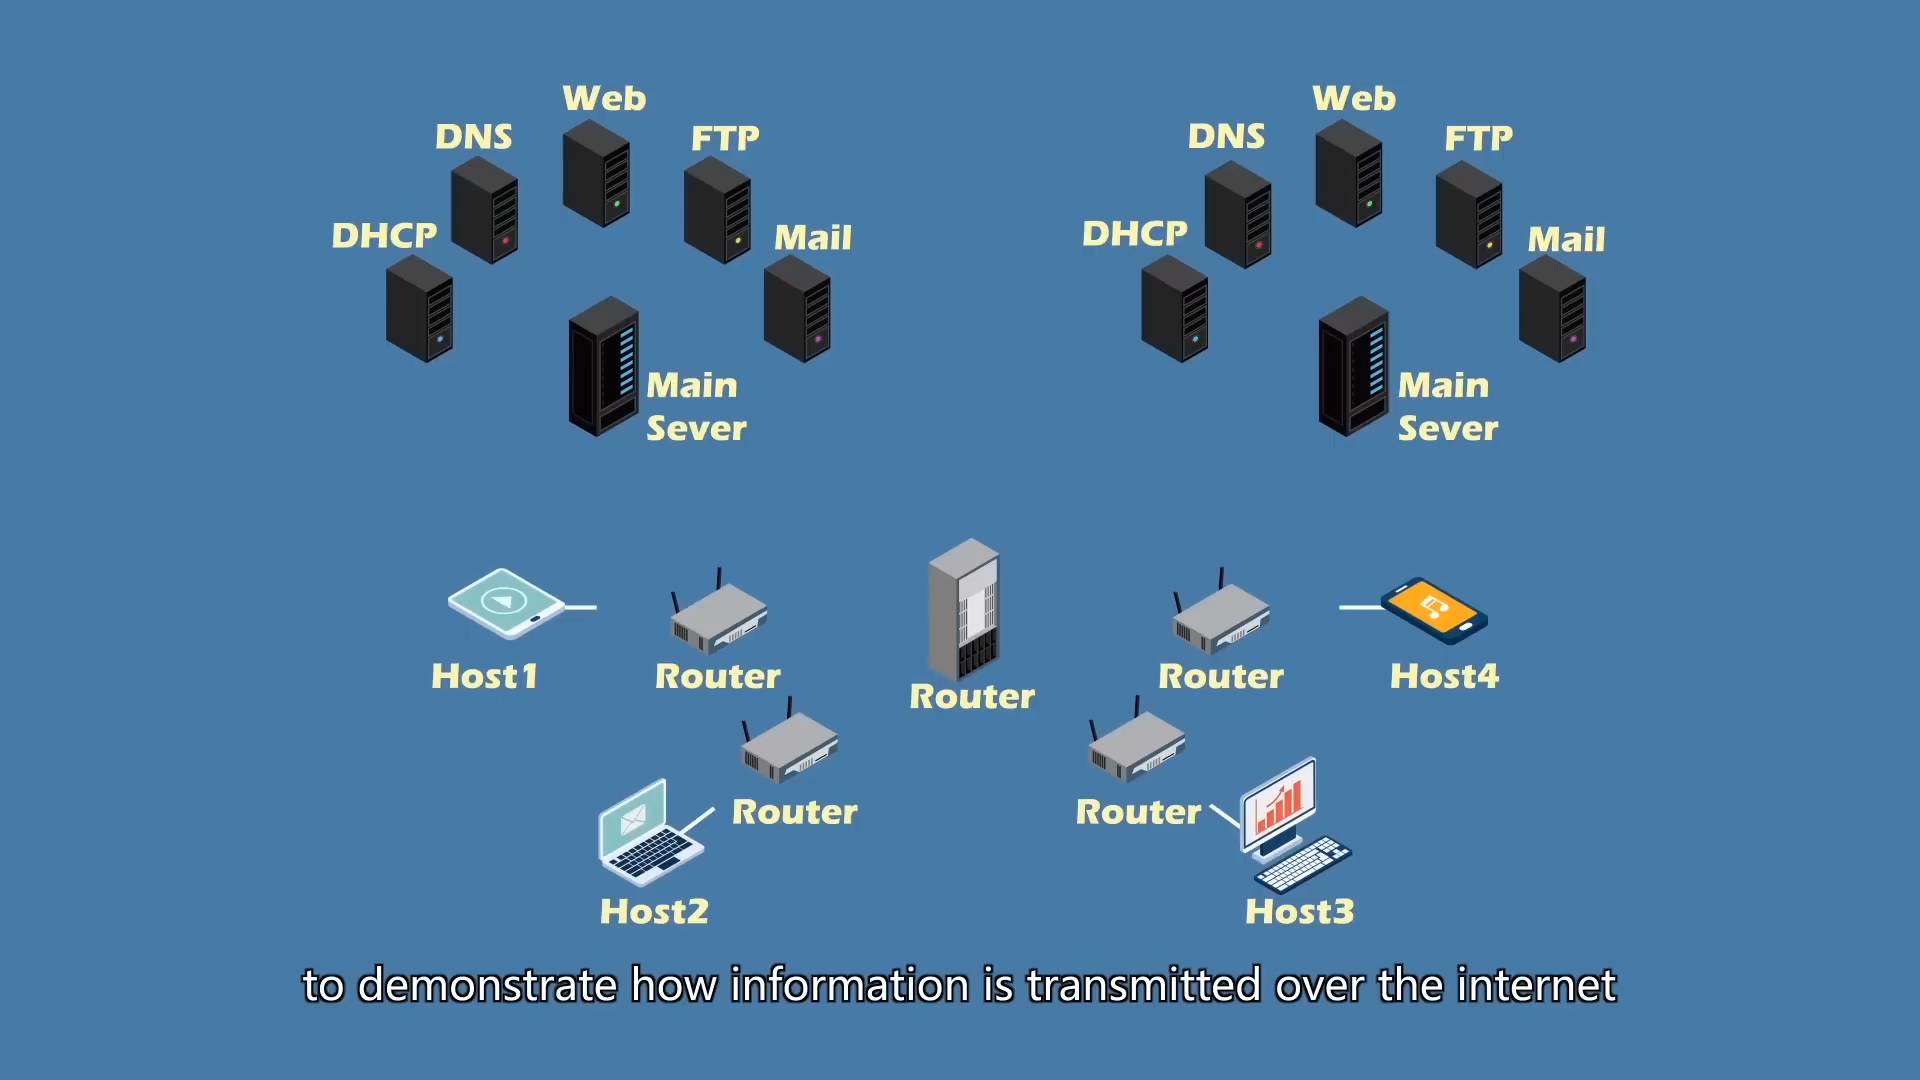 Web
Web
DNS
FTP
DNS
FTP
DHCP
Mail
DHCP
Mail
Main
Sever
Main
Sever
Host1
Router
Router
Router
Host4
Router
Router
Host2
Host3
to demonstrate how information is transmitted over the internet